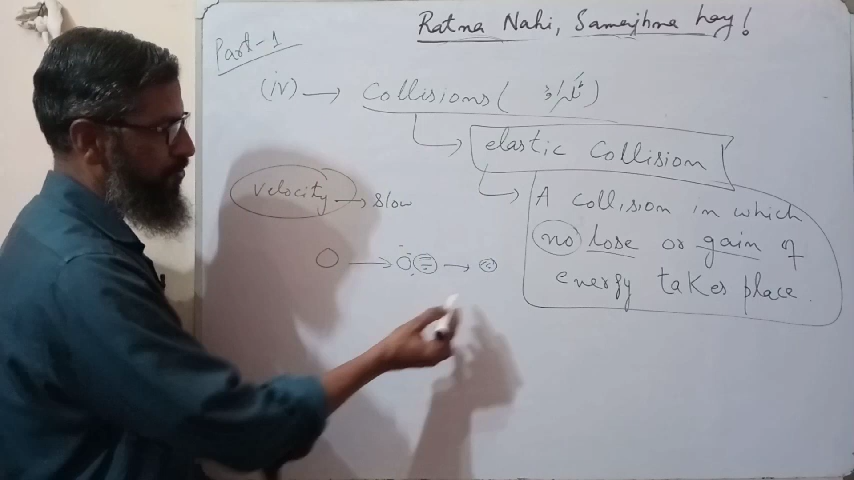 Ratna Nahi, Samajhna hay!
Part-1
(iv) → Collisions ( ٹکراؤ )
elastic Collision
Velocity → Slow
A collision in which
no lose or gain of
energy takes place.